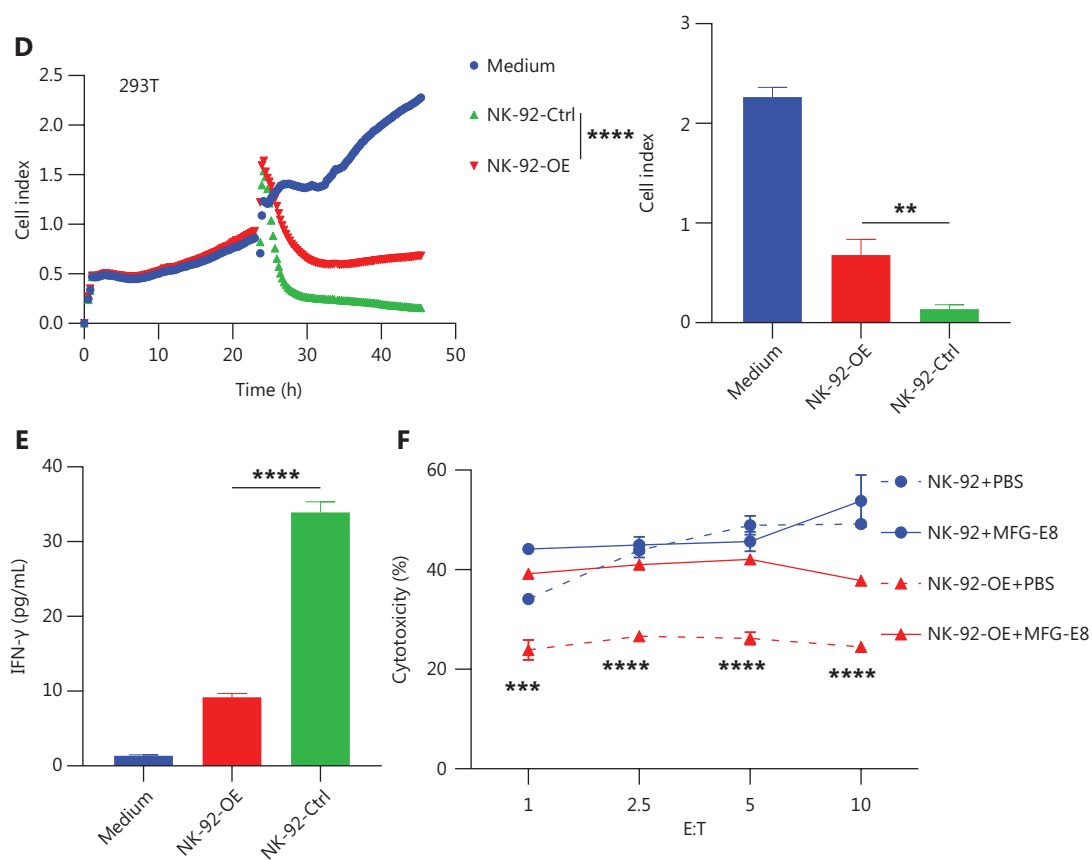 D
293T
Cell index
2.5
2.0
1.5
1.0
0.5
0.0
0
10
20
30
40
50
Time (h)
Medium
NK-92-Ctrl
NK-92-OE
****
Cell index
3
2
1
0
**
Medium
NK-92-OE
NK-92-Ctrl
E
IFN-γ (pg/mL)
40
30
20
10
0
****
Medium
NK-92-OE
NK-92-Ctrl
F
Cytotoxicity (%)
60
40
20
0
***
****
****
****
1
2.5
5
10
E:T
NK-92+PBS
NK-92+MFG-E8
NK-92-OE+PBS
NK-92-OE+MFG-E8